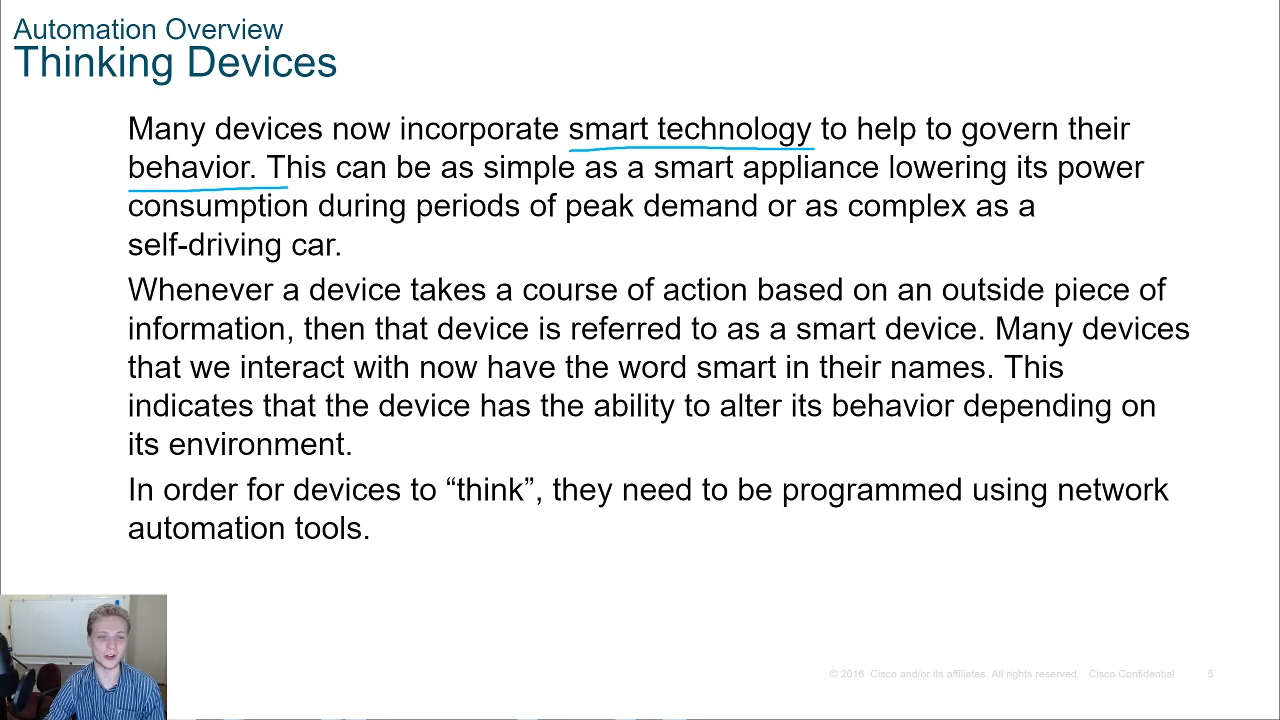 Automation Overview
Thinking Devices
Many devices now incorporate smart technology to help to govern their
behavior. This can be as simple as a smart appliance lowering its power
consumption during periods of peak demand or as complex as a
self-driving car.
Whenever a device takes a course of action based on an outside piece of
information, then that device is referred to as a smart device. Many devices
that we interact with now have the word smart in their names. This
indicates that the device has the ability to alter its behavior depending on
its environment.
In order for devices to “think”, they need to be programmed using network
automation tools.
© 2016 Cisco and/or its affiliates. All rights reserved. Cisco Confidential 5